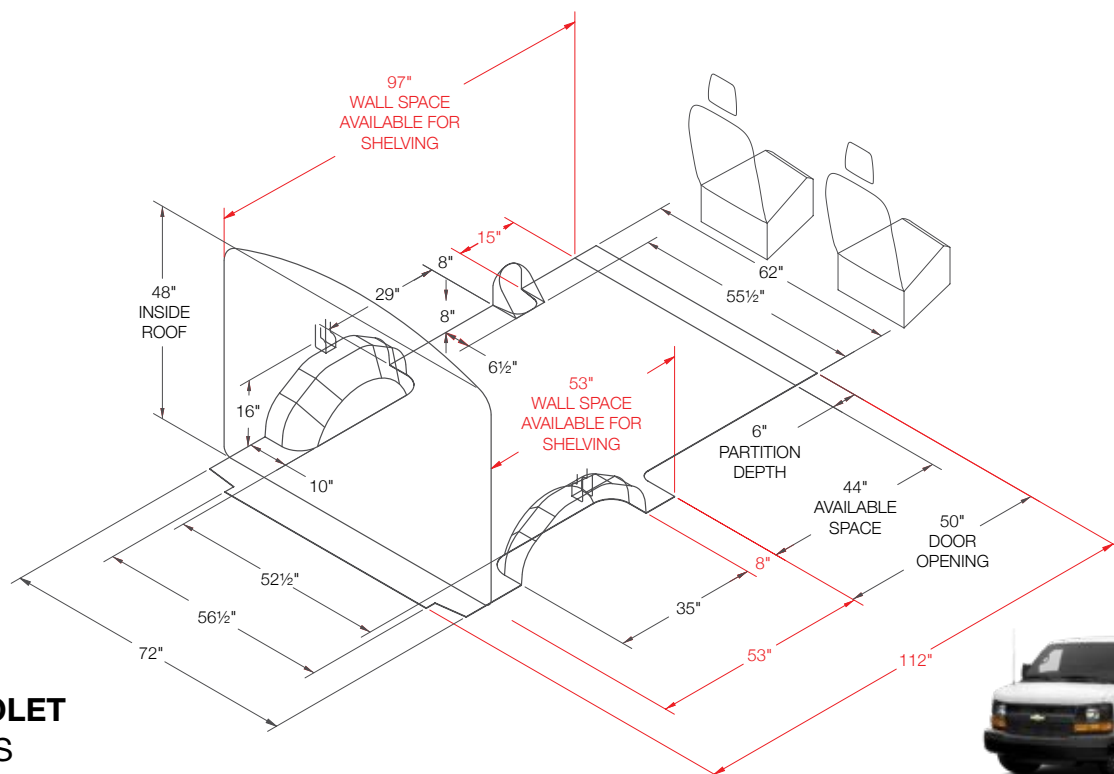 97"
WALL SPACE
AVAILABLE FOR
SHELVING
15"
8"
62"
29"
48"
INSIDE
ROOF
55½"
8"
6½"
53"
WALL SPACE
AVAILABLE FOR
SHELVING
16"
6"
PARTITION
DEPTH
10"
44"
AVAILABLE
SPACE
50"
DOOR
OPENING
8"
52½"
35"
56½"
72"
53"
112"
OLET
S